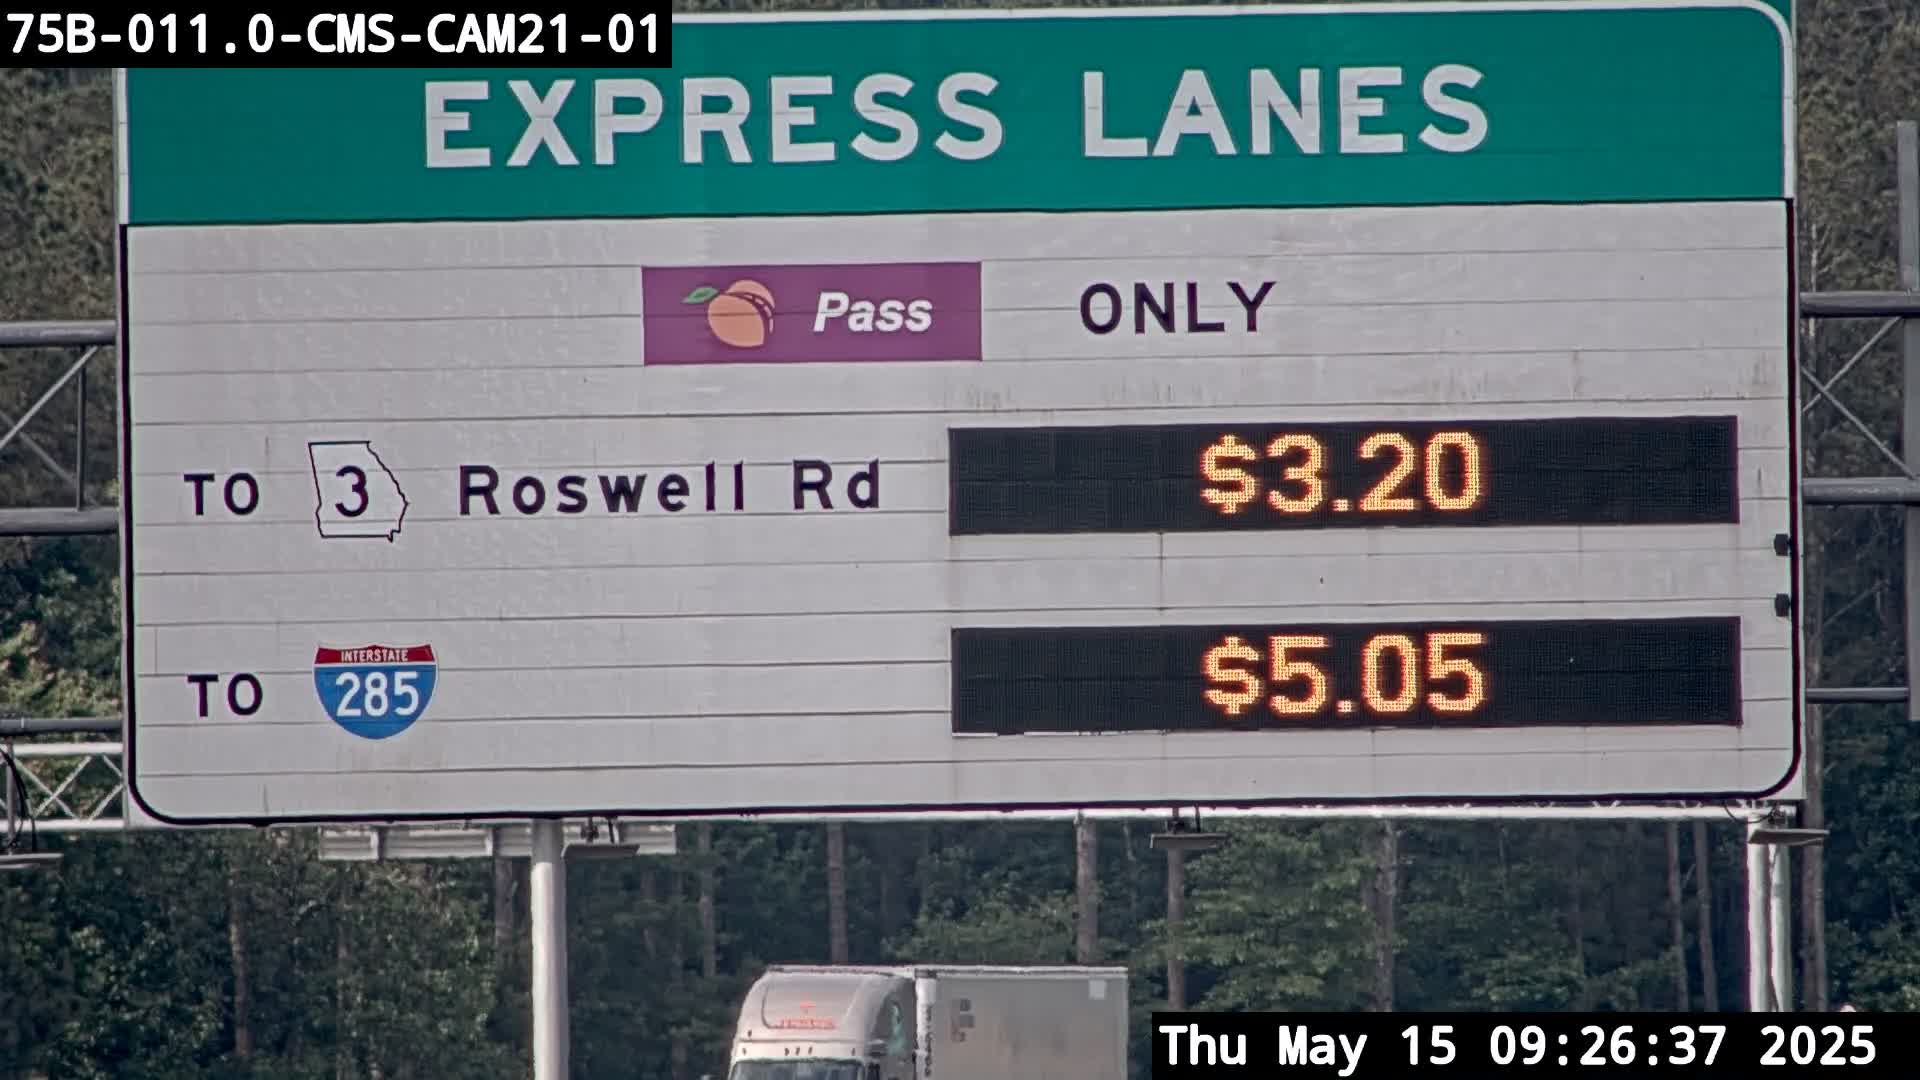 75B-011.0-CMS-CAM21-01
EXPRESS LANES
Pass ONLY
TO 3 Roswell Rd $3.20
INTERSTATE
TO 285 $5.05
Thu May 15 09:26:37 2025